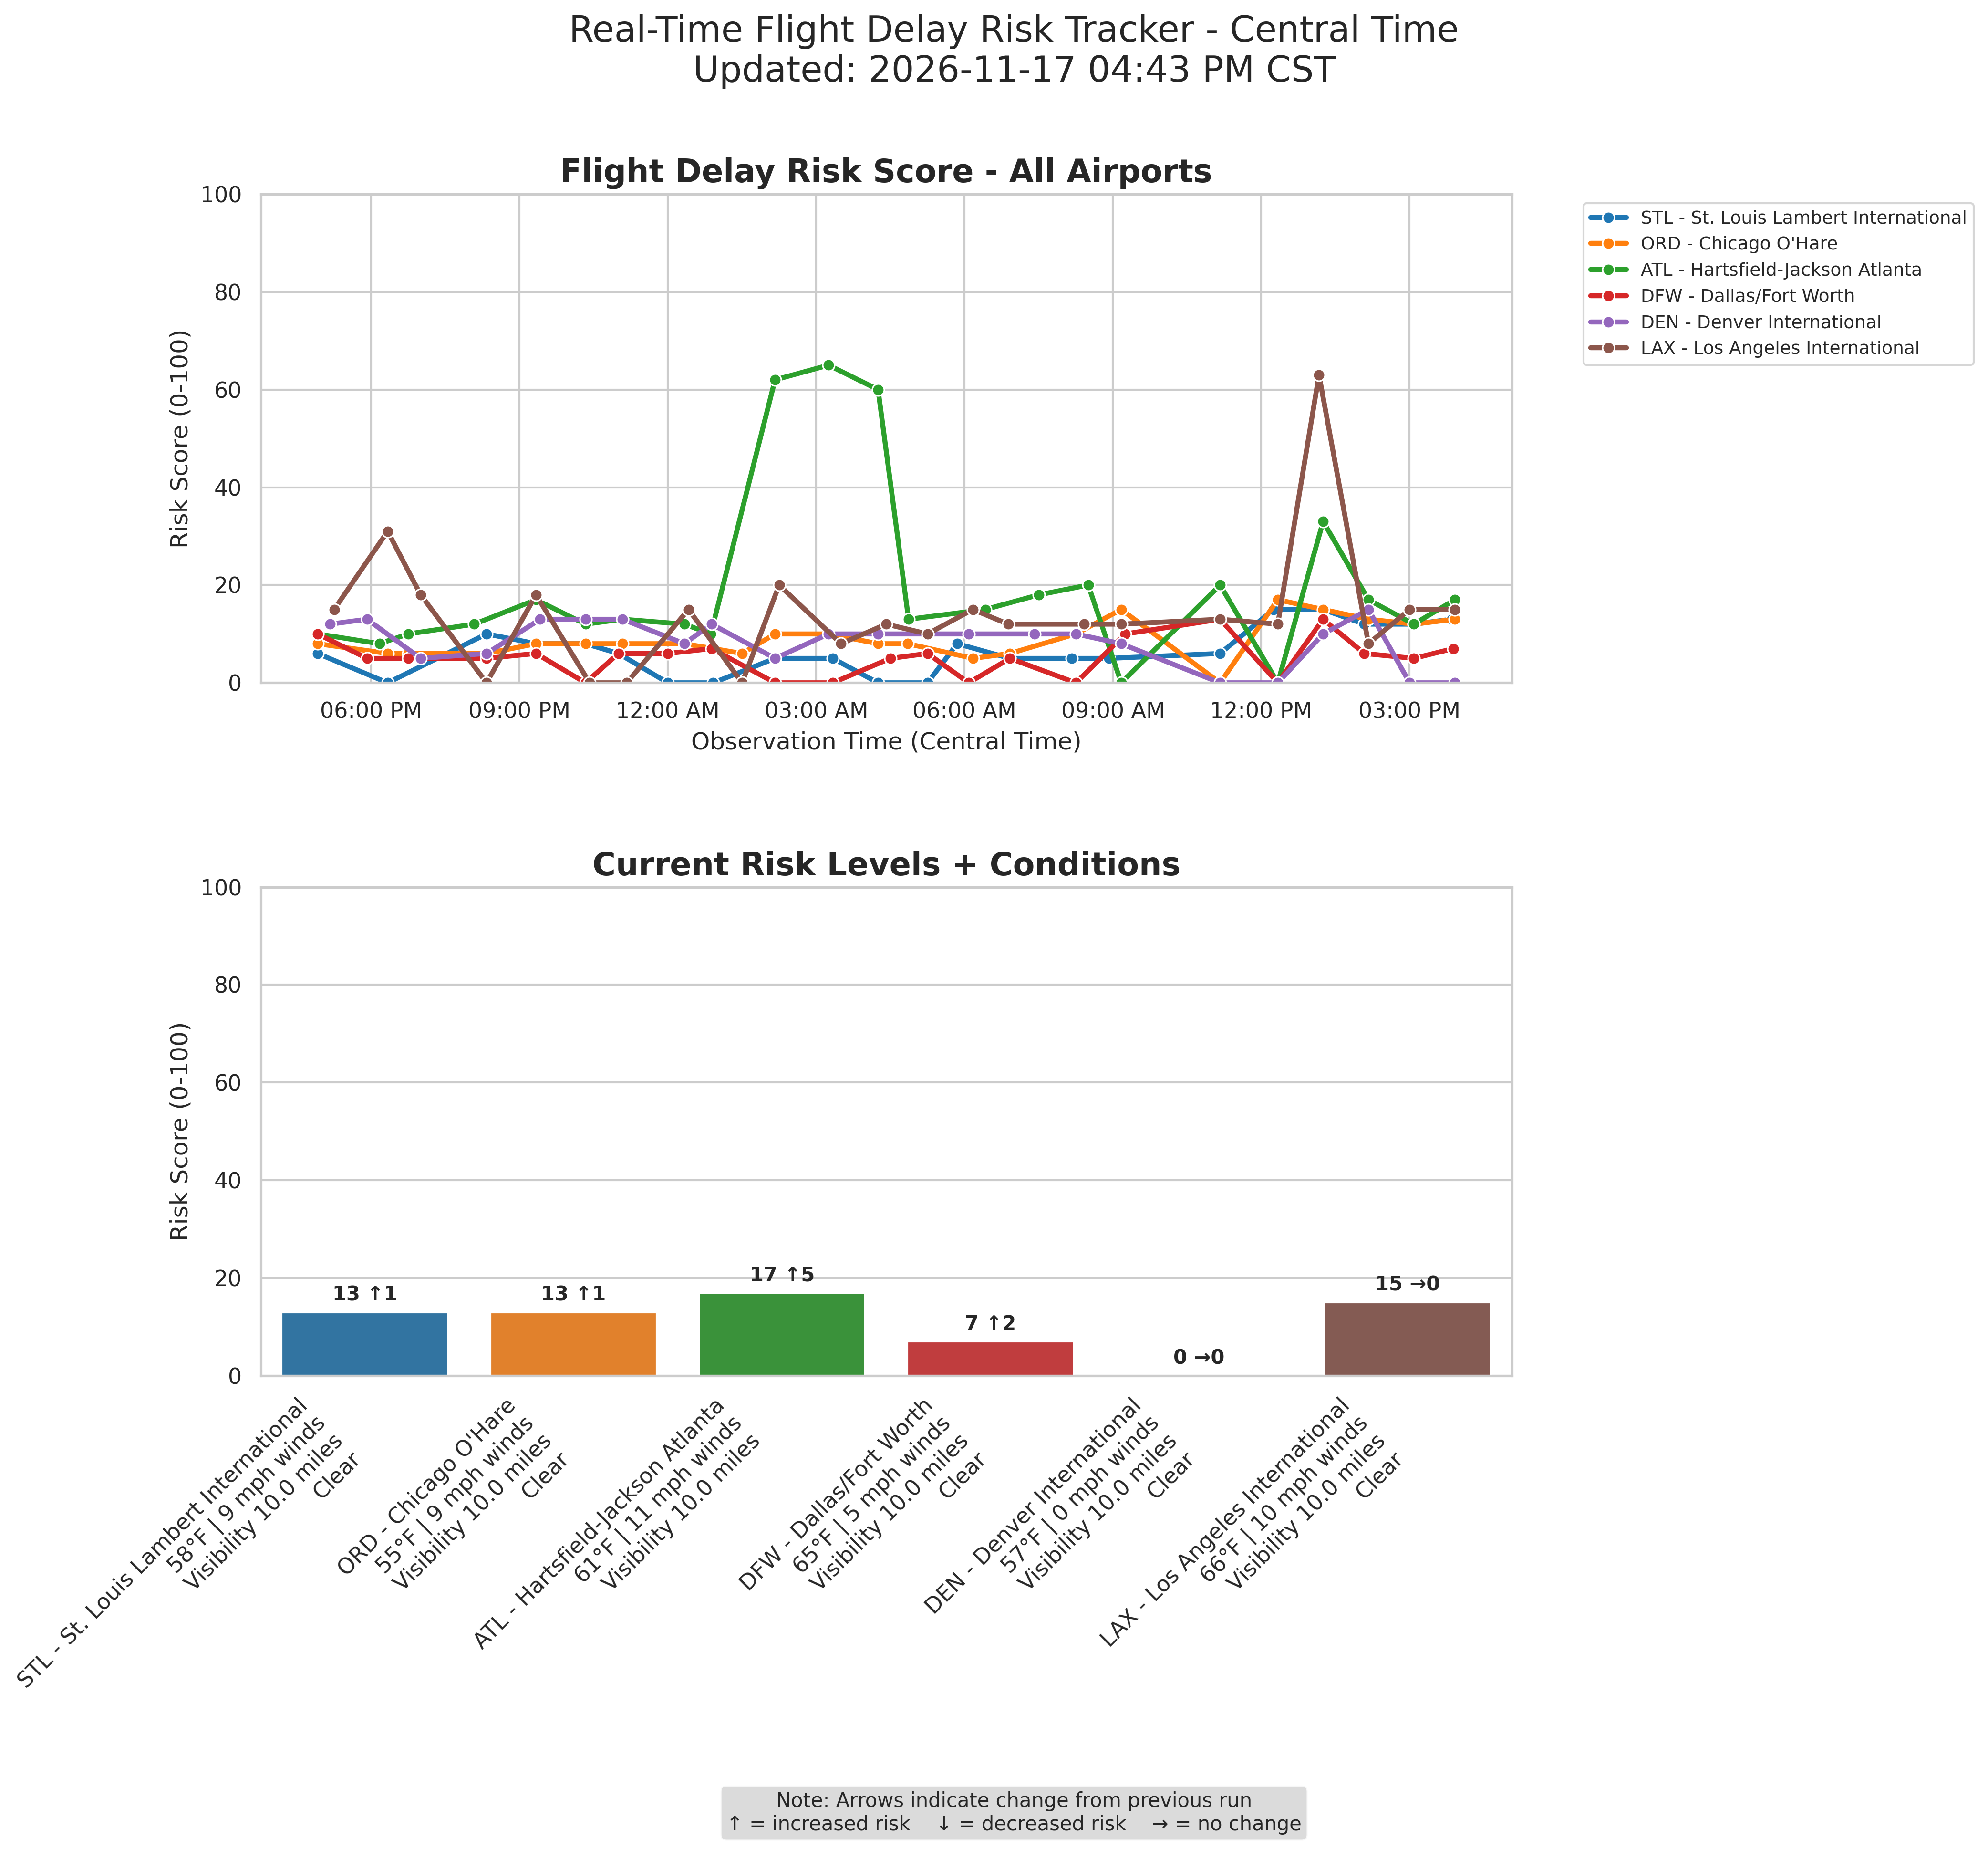 Real-Time Flight Delay Risk Tracker - Central Time
Updated: 2026-11-17 04:43 PM CST
Flight Delay Risk Score - All Airports
100
80
60
40
20
0
Risk Score (0-100)
06:00 PM
09:00 PM
12:00 AM
03:00 AM
06:00 AM
09:00 AM
12:00 PM
03:00 PM
Observation Time (Central Time)
STL - St. Louis Lambert International
ORD - Chicago O'Hare
ATL - Hartsfield-Jackson Atlanta
DFW - Dallas/Fort Worth
DEN - Denver International
LAX - Los Angeles International
Current Risk Levels + Conditions
100
80
60
40
20
0
Risk Score (0-100)
13 ↑1
13 ↑1
17 ↑5
7 ↑2
0 →0
15 →0
STL - St. Louis Lambert International
58°F | 9 mph winds
Visibility 10.0 miles
Clear
ORD - Chicago O'Hare
55°F | 9 mph winds
Visibility 10.0 miles
Clear
ATL - Hartsfield-Jackson Atlanta
61°F | 11 mph winds
Visibility 10.0 miles
DFW - Dallas/Fort Worth
65°F | 5 mph winds
Visibility 10.0 miles
Clear
DEN - Denver International
57°F | 0 mph winds
Visibility 10.0 miles
Clear
LAX - Los Angeles International
66°F | 10 mph winds
Visibility 10.0 miles
Clear
Note: Arrows indicate change from previous run
↑ = increased risk ↓ = decreased risk → = no change